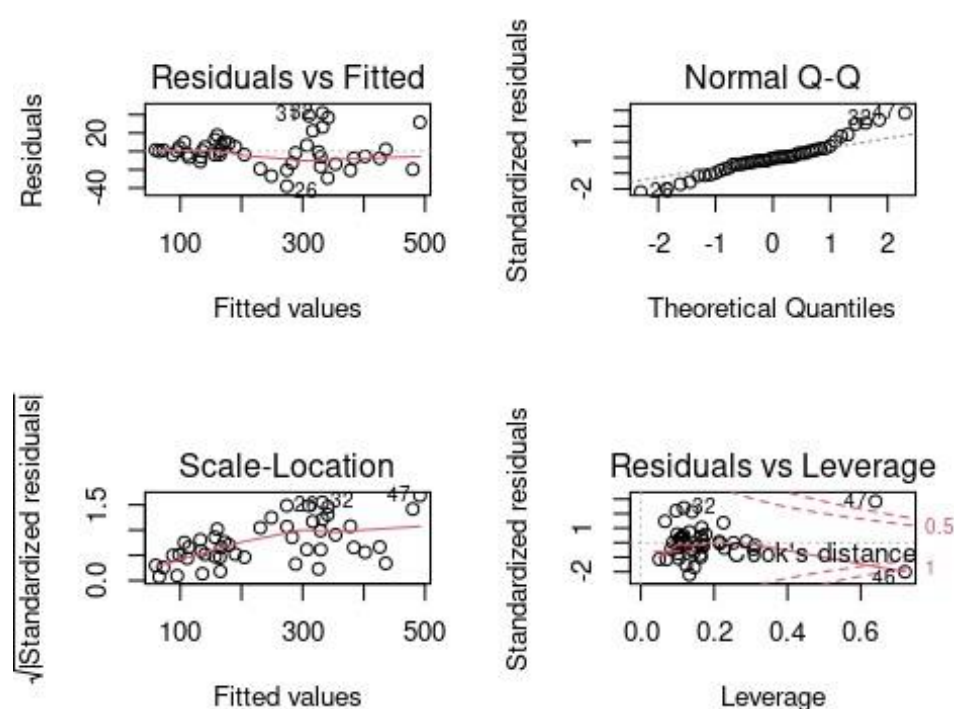 Residuals vs Fitted
Residuals
20
-40
26
100
300
500
Fitted values
Normal Q-Q
Standardized residuals
1
-2
47
26
-2
-1
0
1
2
Theoretical Quantiles
Scale-Location
√|Standardized residuals|
1.5
0.0
32
47
100
300
500
Fitted values
Residuals vs Leverage
Standardized residuals
1
-2
32
47
46
Cook's distance
0.5
1
0.0
0.2
0.4
0.6
Leverage